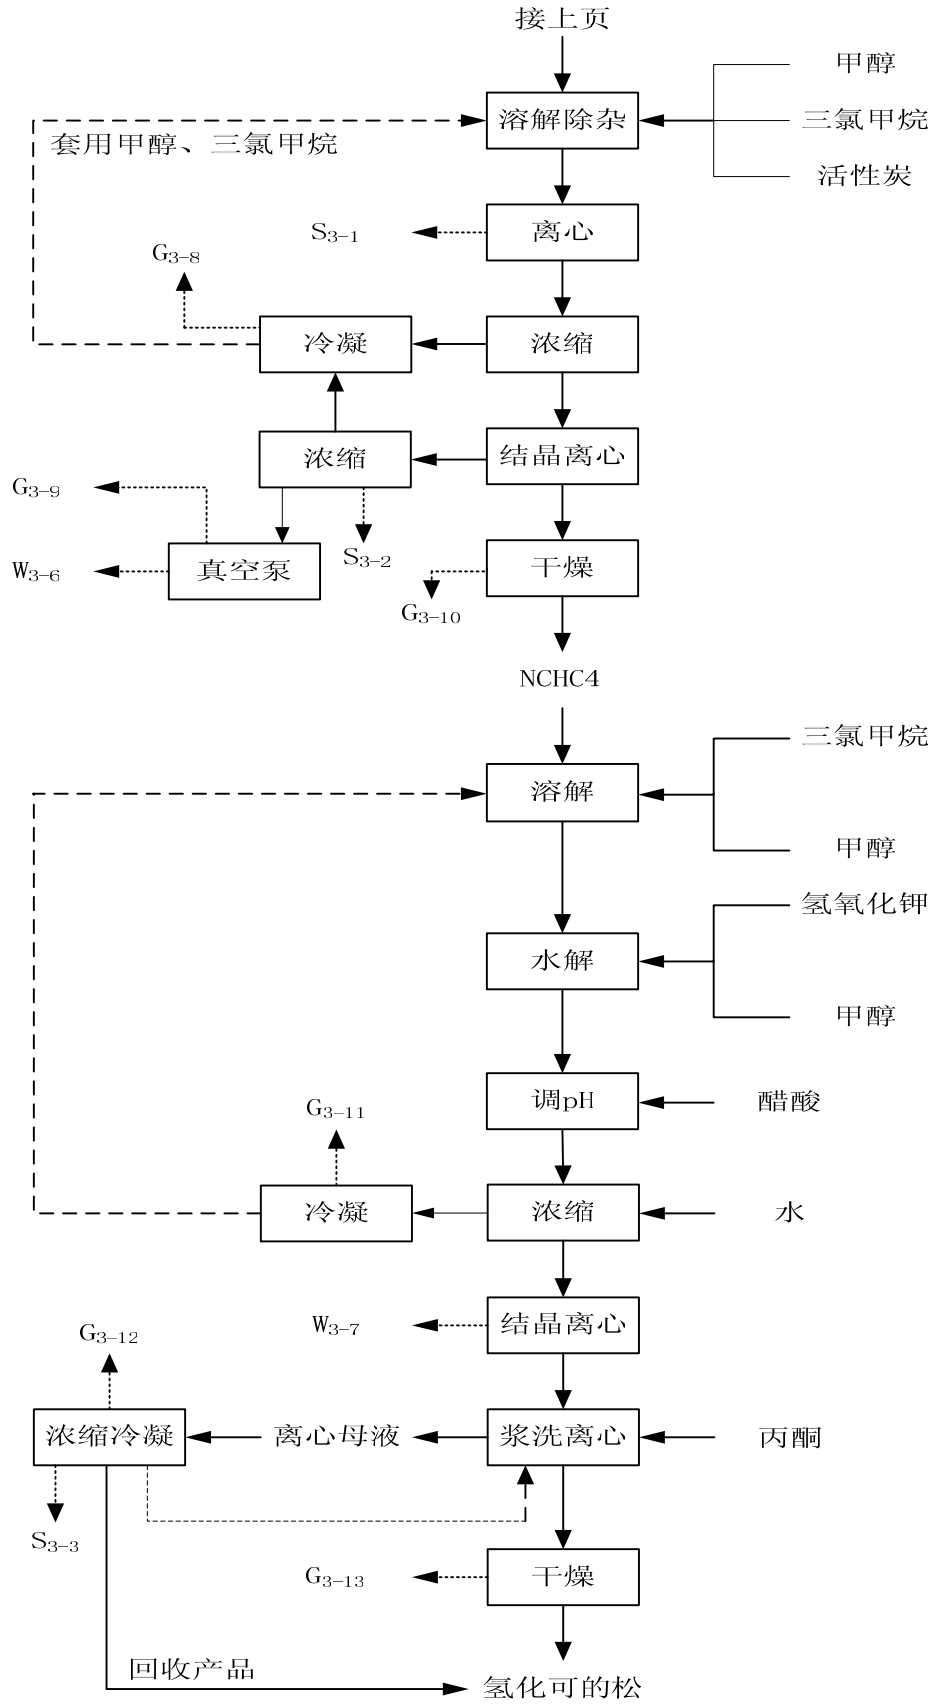 接上页
甲醇
溶解除杂
三氯甲烷
套用甲醇、三氯甲烷
活性炭
S3-1
离心
G3-8
冷凝
浓缩
浓缩
结晶离心
G3-9
S3-2
W3-6
真空泵
干燥
G3-10
NCHC4
三氯甲烷
溶解
甲醇
氢氧化钾
水解
甲醇
调pH
醋酸
G3-11
冷凝
浓缩
水
W3-7
结晶离心
G3-12
浓缩冷凝
离心母液
浆洗离心
丙酮
S3-3
G3-13
干燥
回收产品
氢化可的松